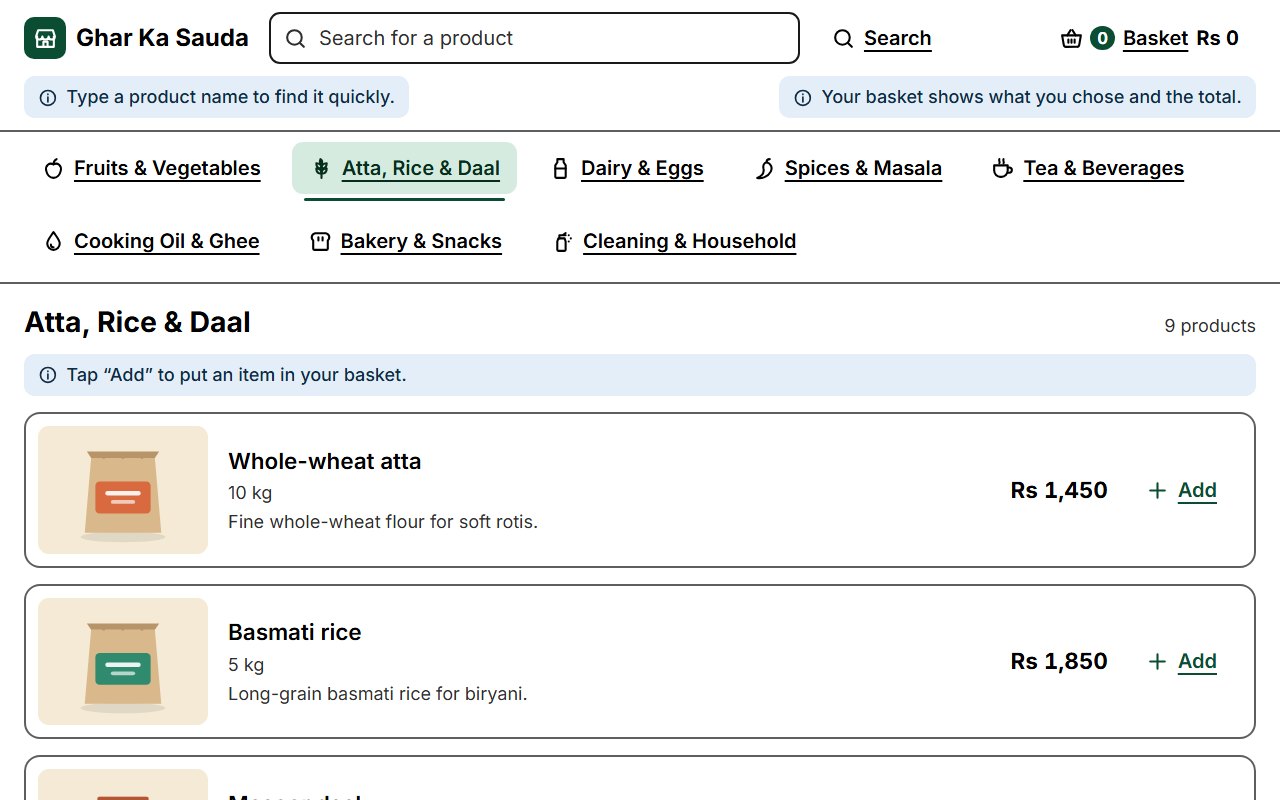 Ghar Ka Sauda
Search for a product
Search
0 Basket Rs 0
Type a product name to find it quickly.
Your basket shows what you chose and the total.
Fruits & Vegetables
Atta, Rice & Daal
Dairy & Eggs
Spices & Masala
Tea & Beverages
Cooking Oil & Ghee
Bakery & Snacks
Cleaning & Household
Atta, Rice & Daal
9 products
Tap “Add” to put an item in your basket.
Whole-wheat atta
10 kg
Fine whole-wheat flour for soft rotis.
Rs 1,450
Add
Basmati rice
5 kg
Long-grain basmati rice for biryani.
Rs 1,850
Add